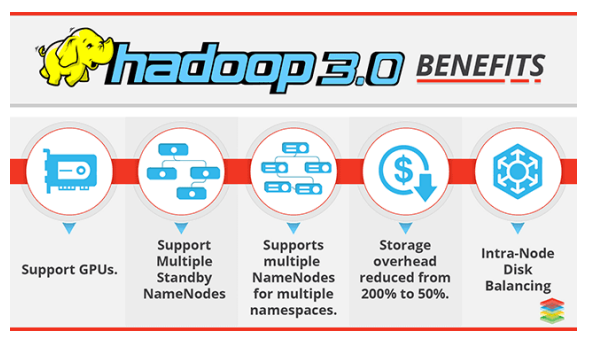 hadoop 3.0 BENEFITS
Support GPUs.
Support
Multiple
Standby
NameNodes
Supports
multiple
NameNodes
for multiple
namespaces.
Storage
overhead
reduced from
200% to 50%.
Intra-Node
Disk
Balancing